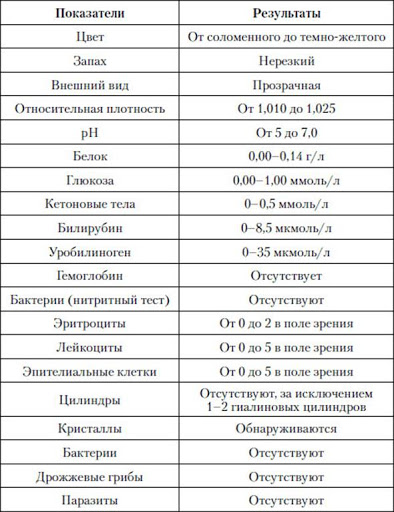 Показатели Результаты
Цвет От соломенного до темно-желтого
Запах Нерезкий
Внешний вид Прозрачная
Относительная плотность От 1,010 до 1,025
pH От 5 до 7,0
Белок 0,00–0,14 г/л
Глюкоза 0,00–1,00 ммоль/л
Кетоновые тела 0–0,5 ммоль/л
Билирубин 0–8,5 мкмоль/л
Уробилиноген 0–35 мкмоль/л
Гемоглобин Отсутствует
Бактерии (нитритный тест) Отсутствуют
Эритроциты От 0 до 2 в поле зрения
Лейкоциты От 0 до 5 в поле зрения
Эпителиальные клетки От 0 до 5 в поле зрения
Цилиндры Отсутствуют, за исключением
1–2 гиалиновых цилиндров
Кристаллы Обнаруживаются
Бактерии Отсутствуют
Дрожжевые грибы Отсутствуют
Паразиты Отсутствуют